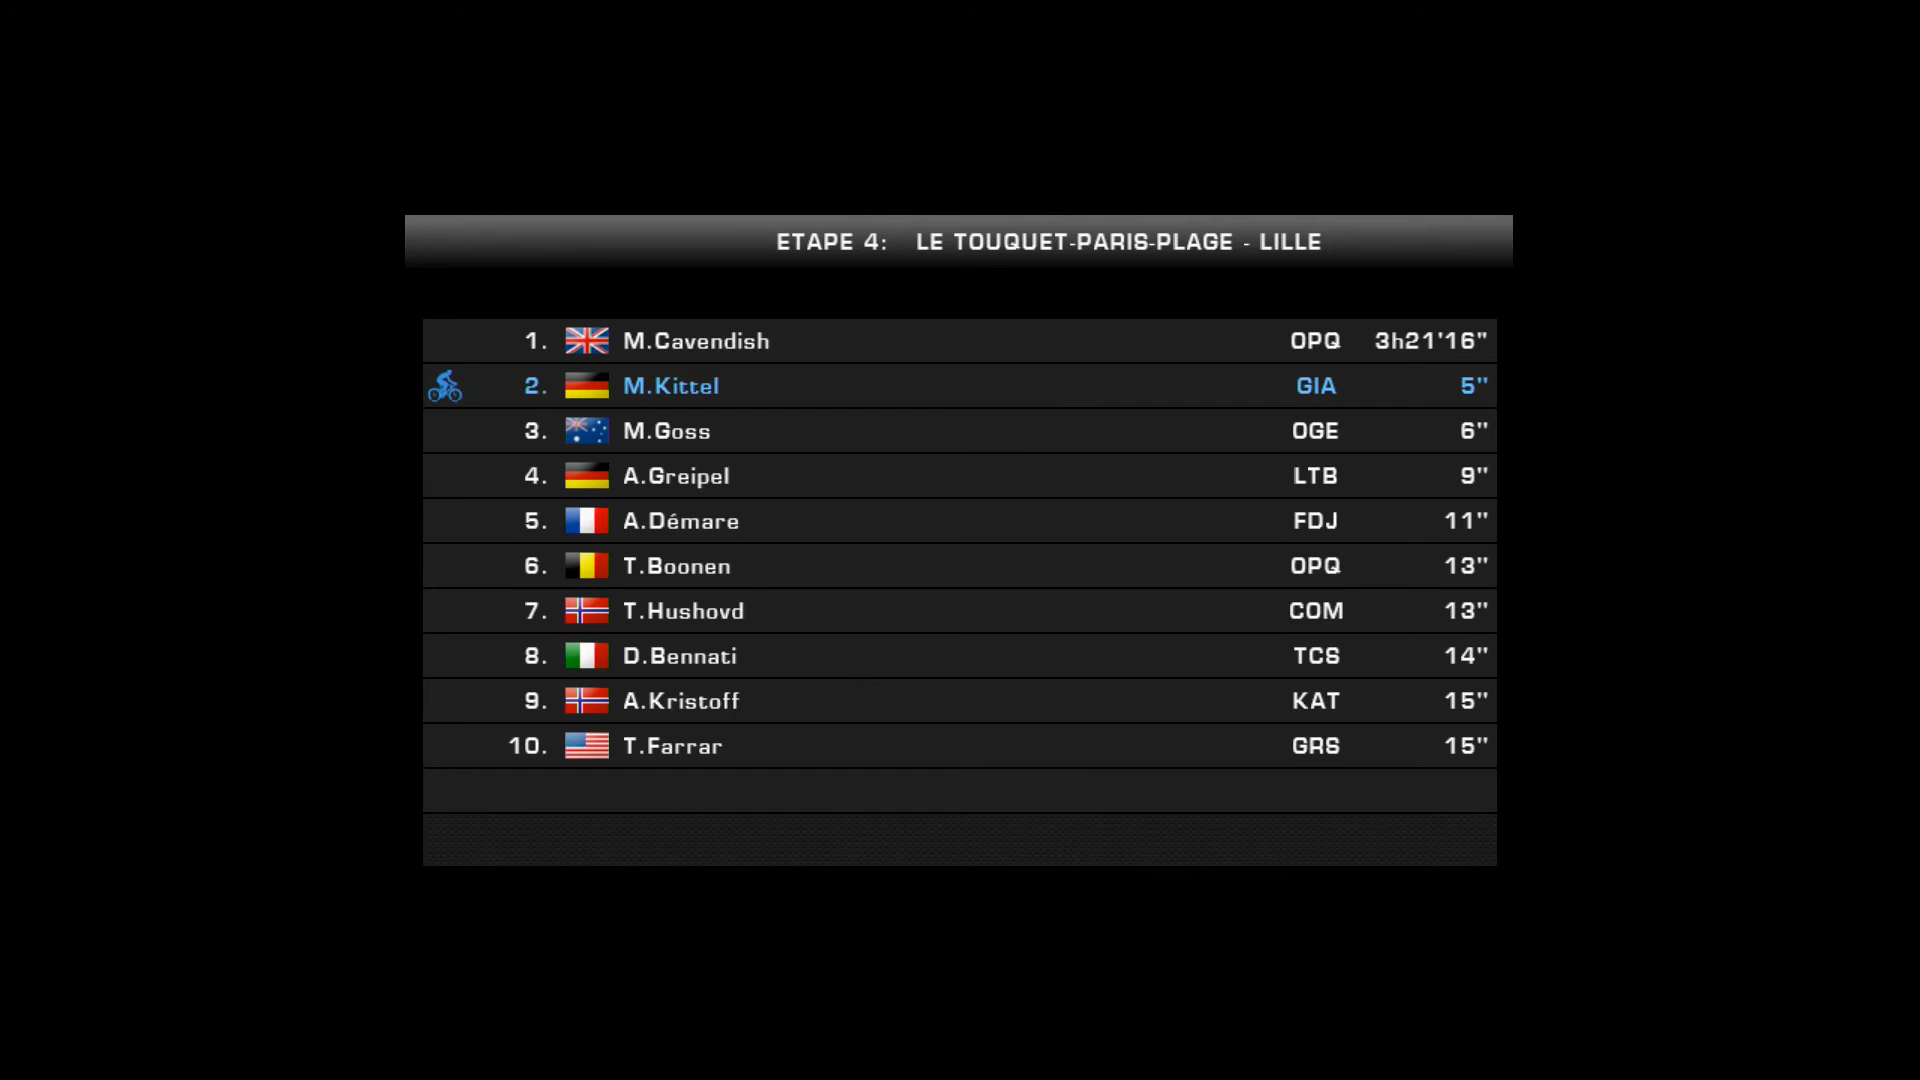 ETAPE 4: LE TOUQUET-PARIS-PLAGE - LILLE
1. M.Cavendish OPQ 3h21'16"
2. M.Kittel GIA 5"
3. M.Goss OGE 6"
4. A.Greipel LTB 9"
5. A.Démare FDJ 11"
6. T.Boonen OPQ 13"
7. T.Hushovd COM 13"
8. D.Bennati TCS 14"
9. A.Kristoff KAT 15"
10. T.Farrar GRS 15"